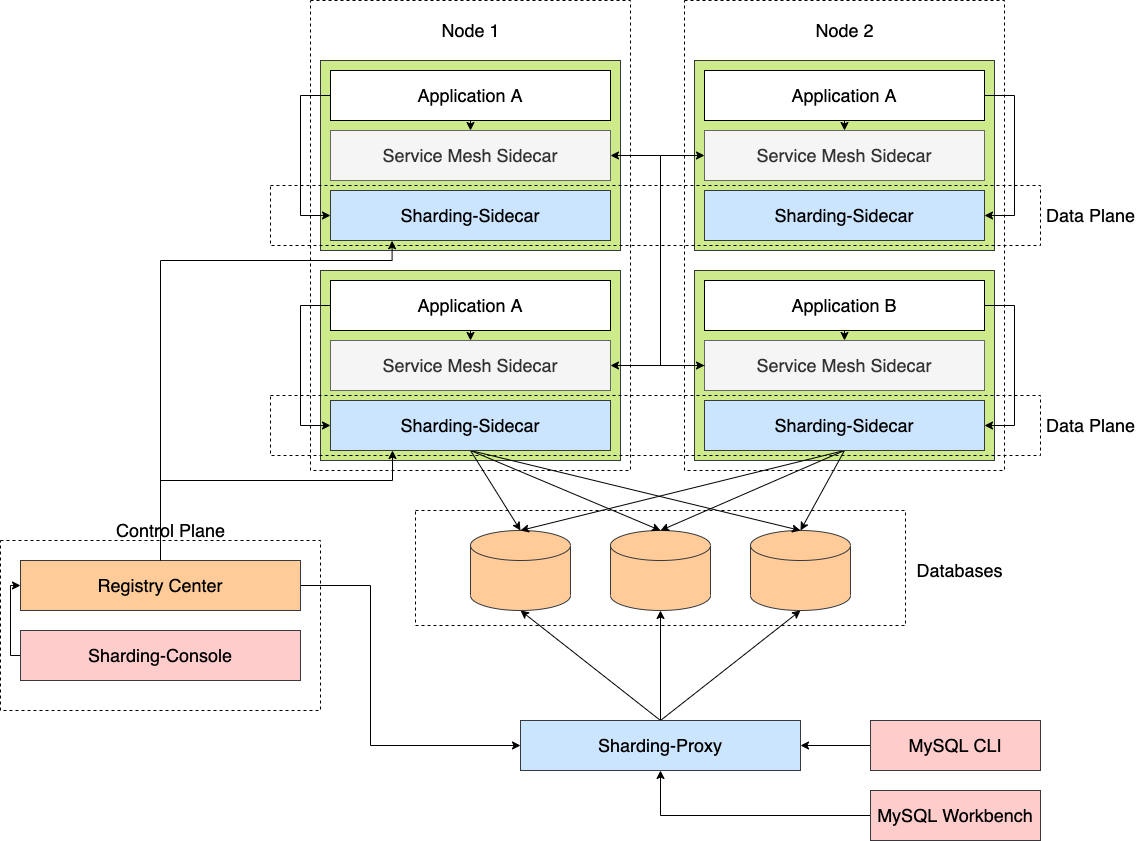 Node 1
Node 2
Application A
Application A
Service Mesh Sidecar
Service Mesh Sidecar
Sharding-Sidecar
Sharding-Sidecar
Data Plane
Application A
Application B
Service Mesh Sidecar
Service Mesh Sidecar
Sharding-Sidecar
Sharding-Sidecar
Data Plane
Control Plane
Registry Center
Databases
Sharding-Console
Sharding-Proxy
MySQL CLI
MySQL Workbench